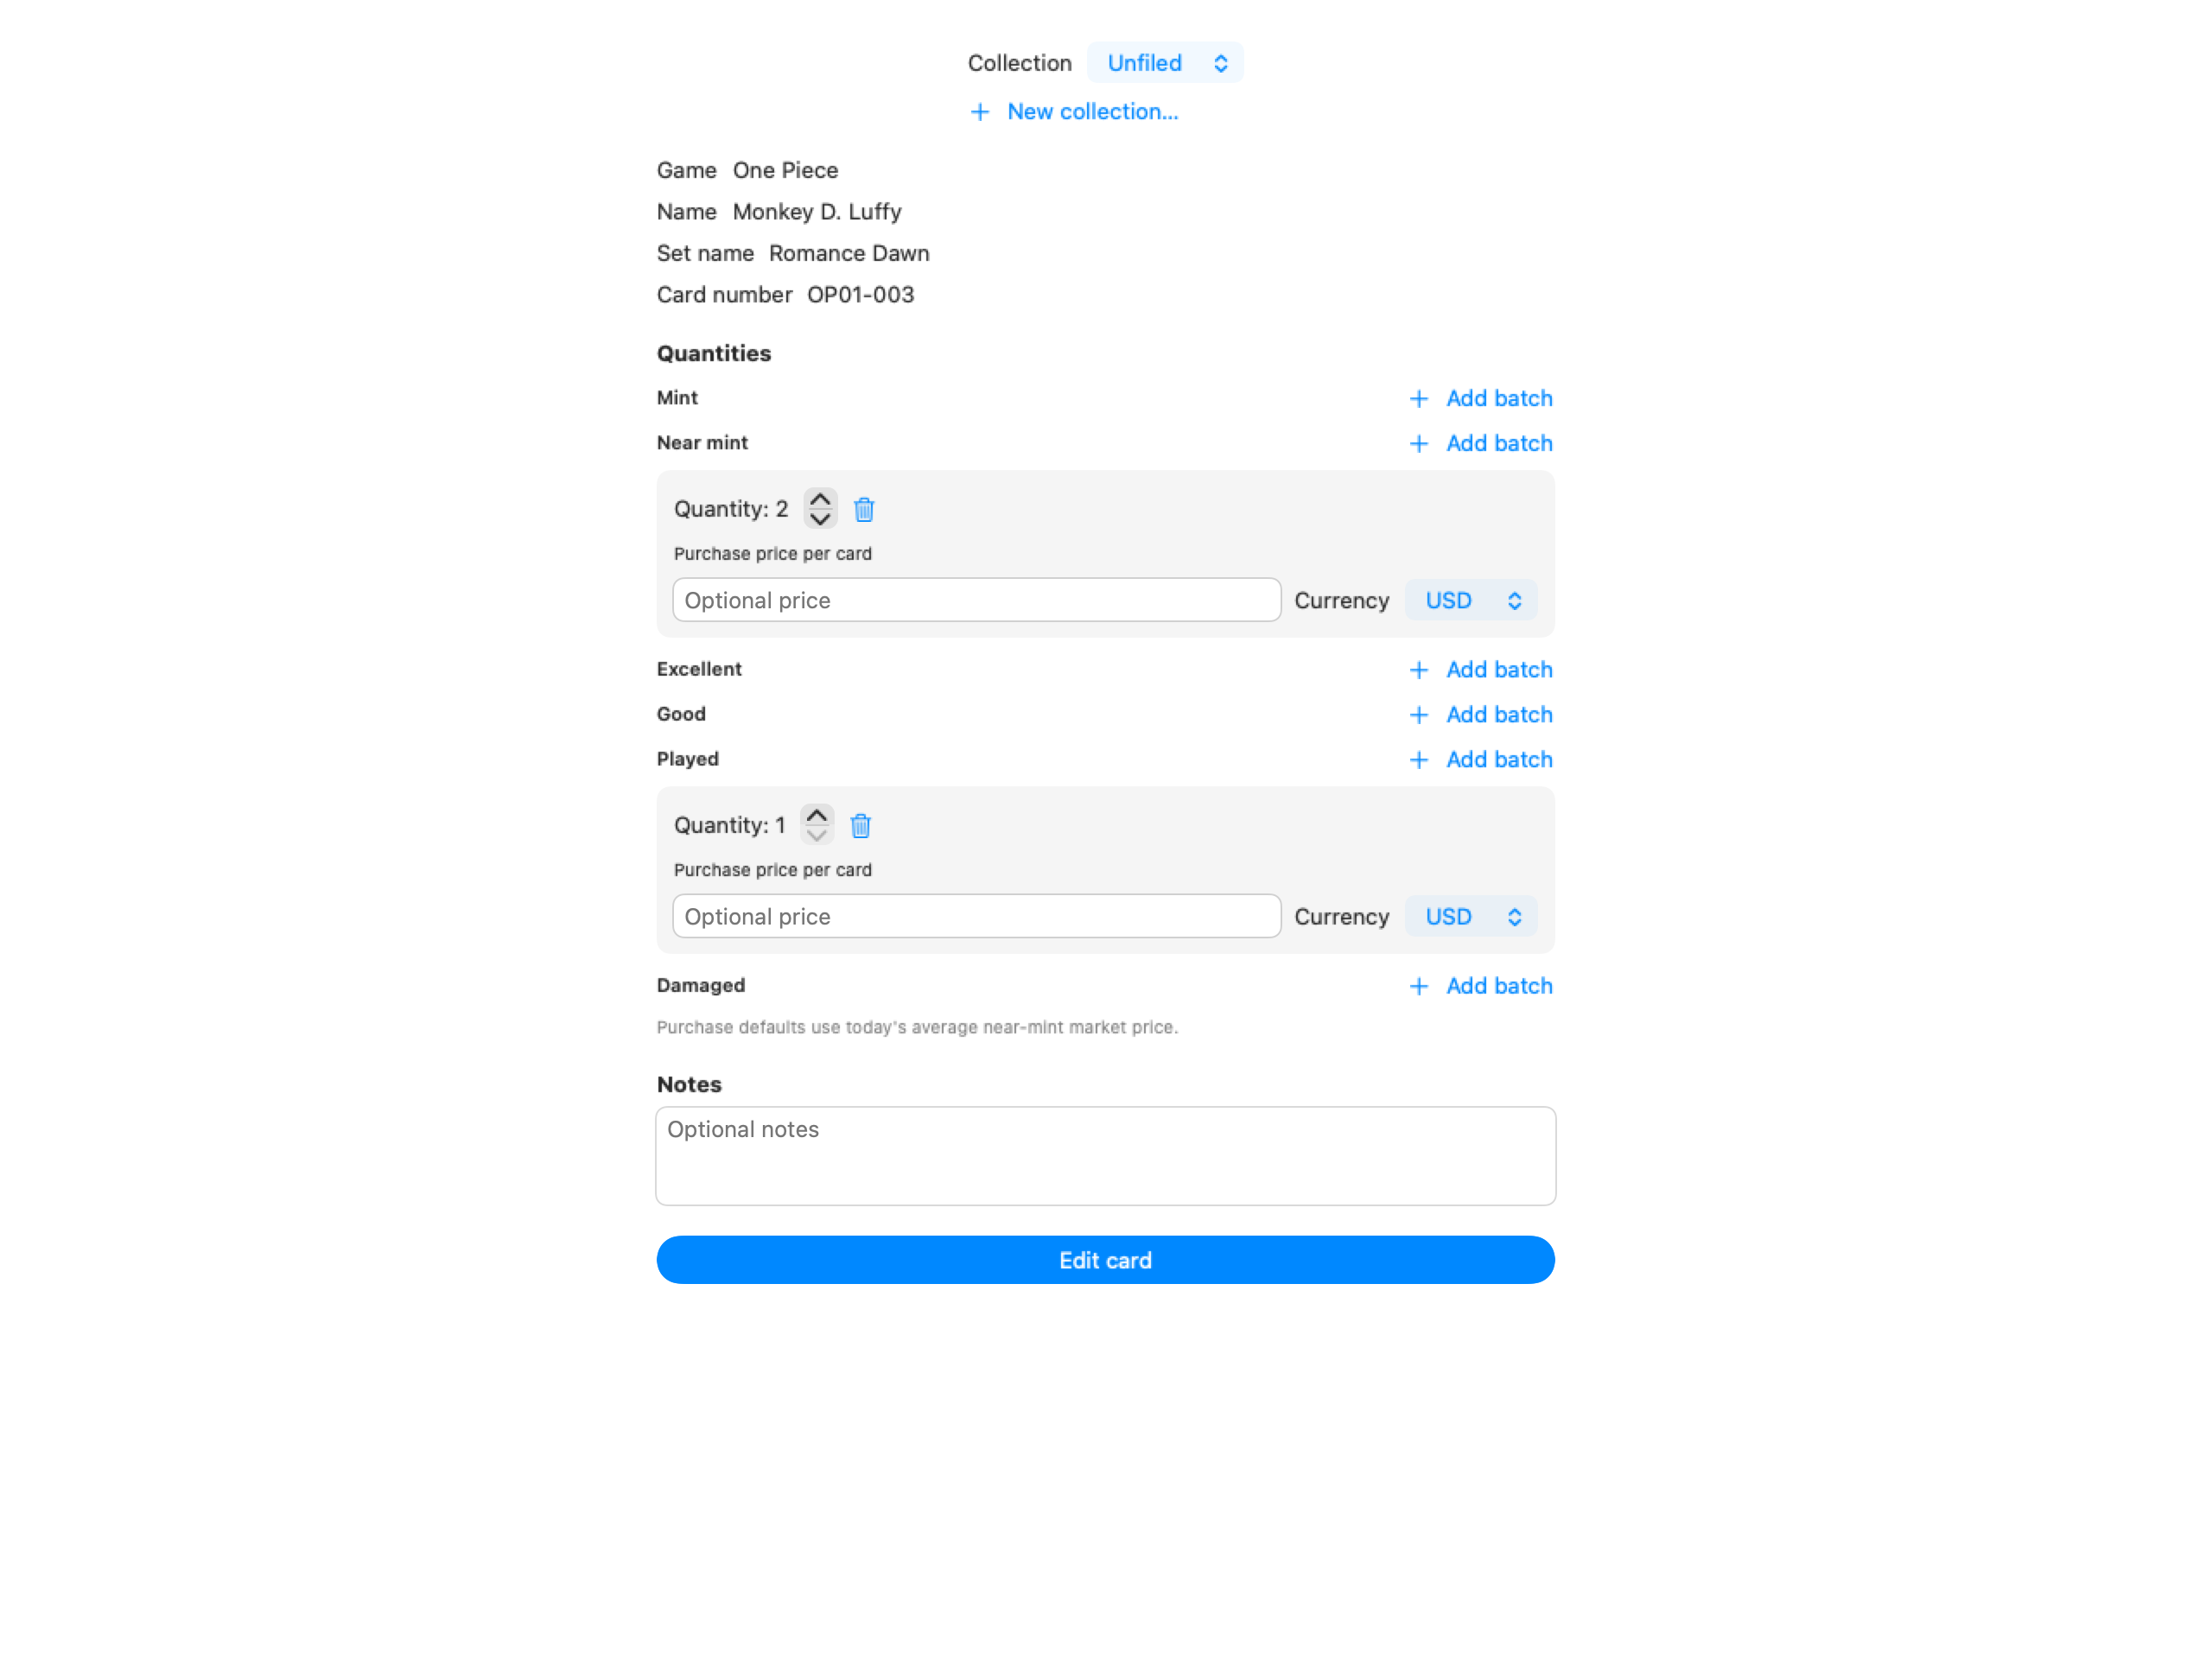 Collection Unfiled
New collection...
Game One Piece
Name Monkey D. Luffy
Set name Romance Dawn
Card number OP01-003
Quantities
Mint Add batch
Near mint Add batch
Quantity: 2
Purchase price per card
Optional price Currency USD
Excellent Add batch
Good Add batch
Played Add batch
Quantity: 1
Purchase price per card
Optional price Currency USD
Damaged Add batch
Purchase defaults use today's average near-mint market price.
Notes
Optional notes
Edit card